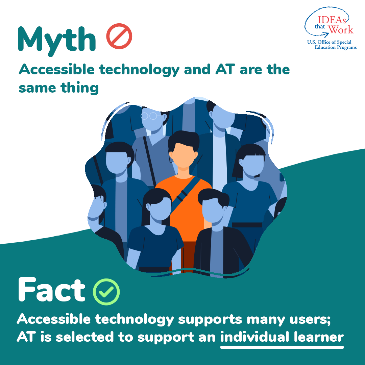 Myth
IDEAs
that Work
U.S. Office of Special
Education Programs
Accessible technology and AT are the
same thing
Fact
Accessible technology supports many users;
AT is selected to support an individual learner